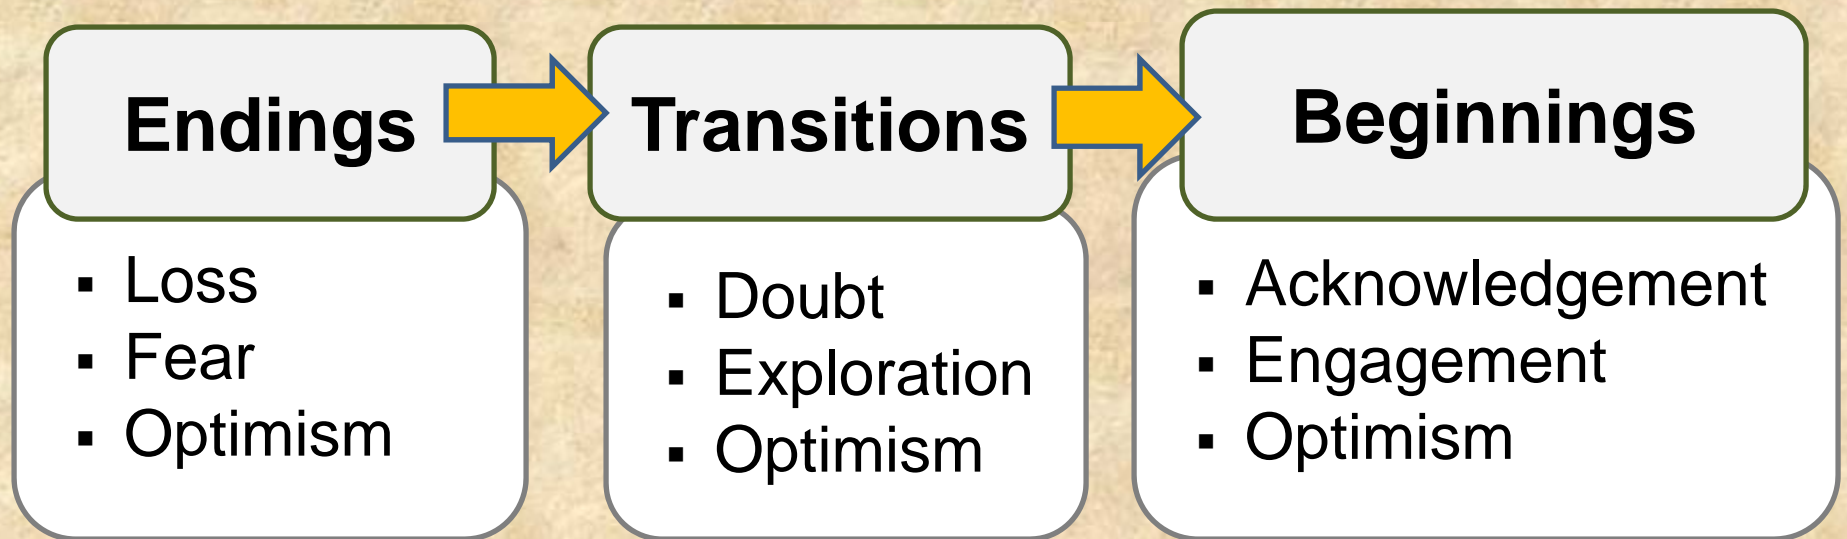 Endings
▪ Loss
▪ Fear
▪ Optimism
Transitions
▪ Doubt
▪ Exploration
▪ Optimism
Beginnings
▪ Acknowledgement
▪ Engagement
▪ Optimism